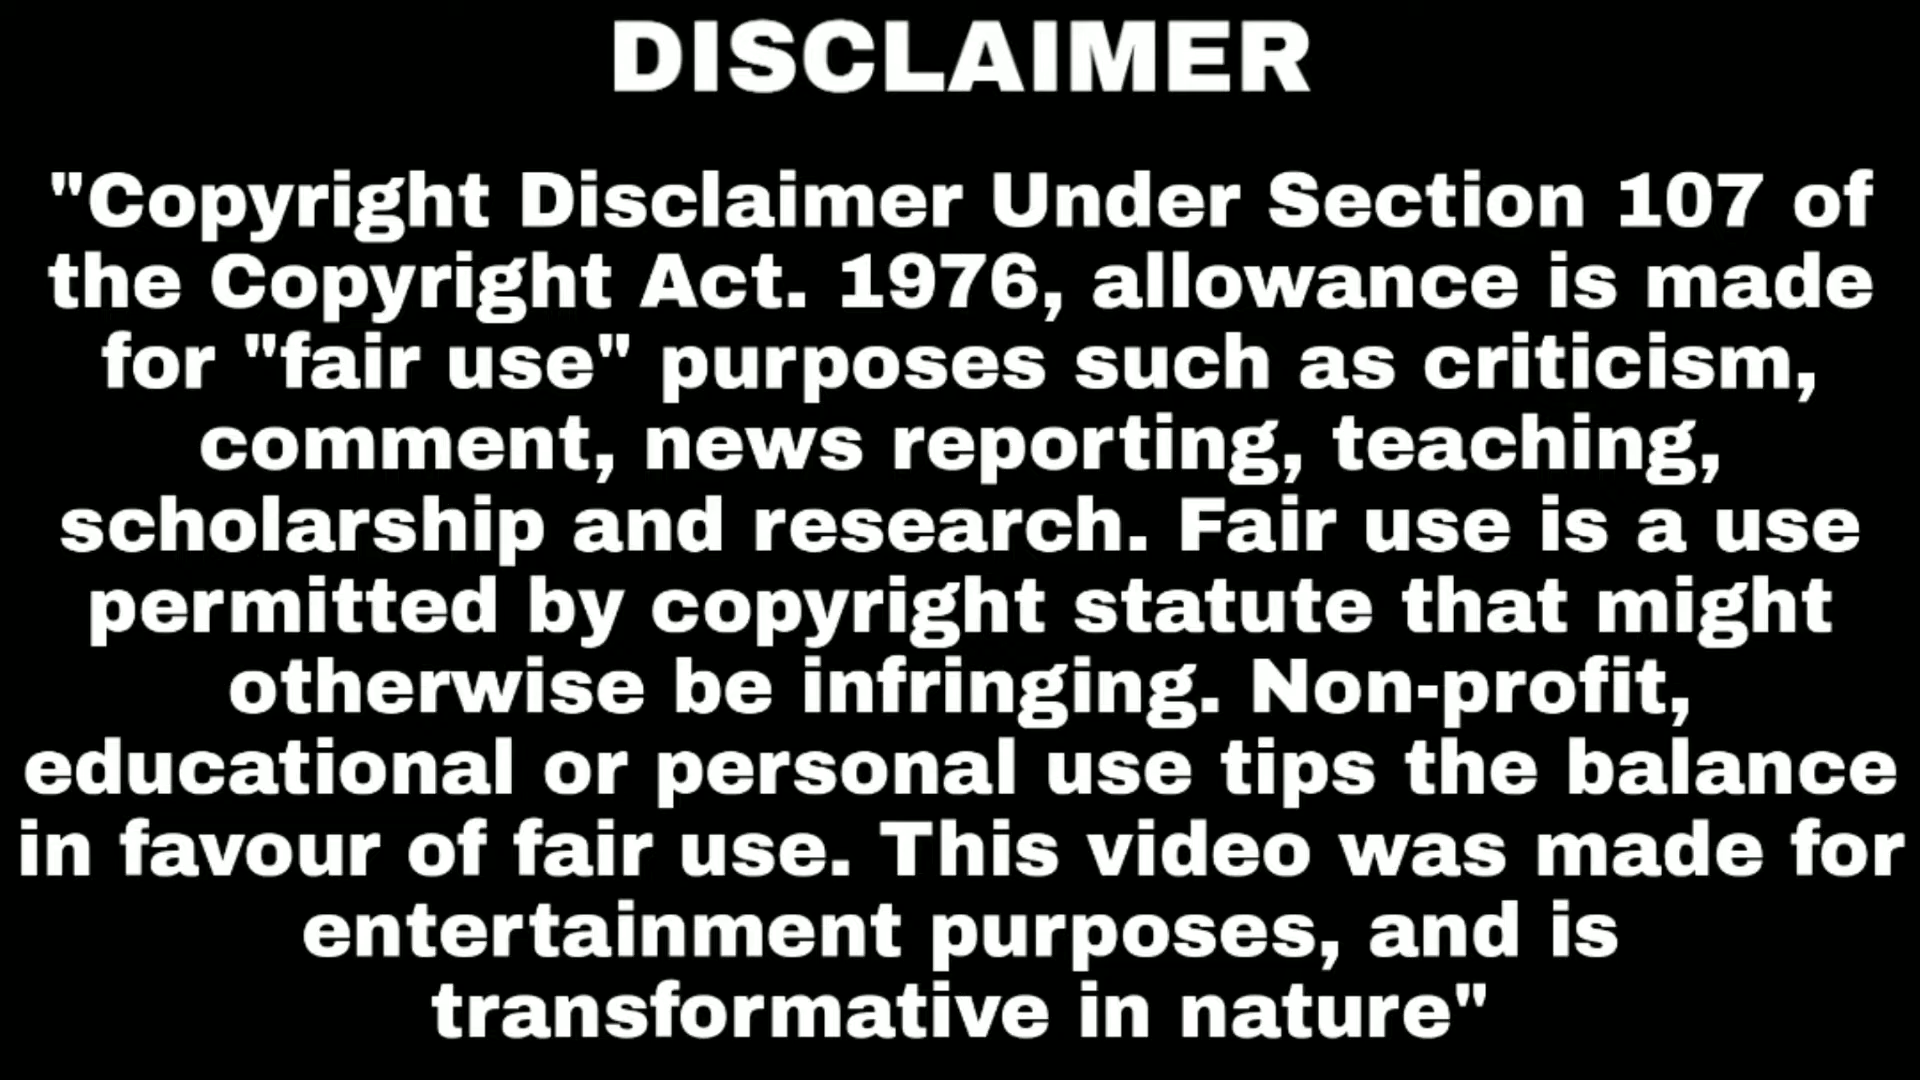 DISCLAIMER
"Copyright Disclaimer Under Section 107 of
the Copyright Act. 1976, allowance is made
for "fair use" purposes such as criticism,
comment, news reporting, teaching,
scholarship and research. Fair use is a use
permitted by copyright statute that might
otherwise be infringing. Non-profit,
educational or personal use tips the balance
in favour of fair use. This video was made for
entertainment purposes, and is
transformative in nature"